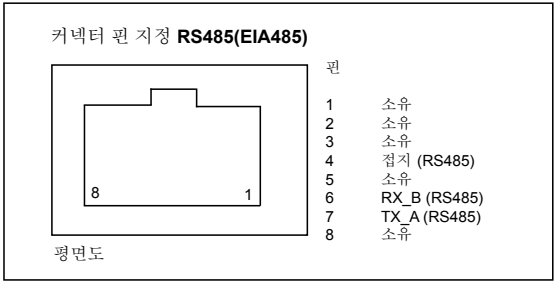 커넥터 핀 지정 RS485(EIA485)
핀
1 소유
2 소유
3 소유
4 접지 (RS485)
5 소유
6 RX_B (RS485)
7 TX_A (RS485)
8 소유
8 1
평면도